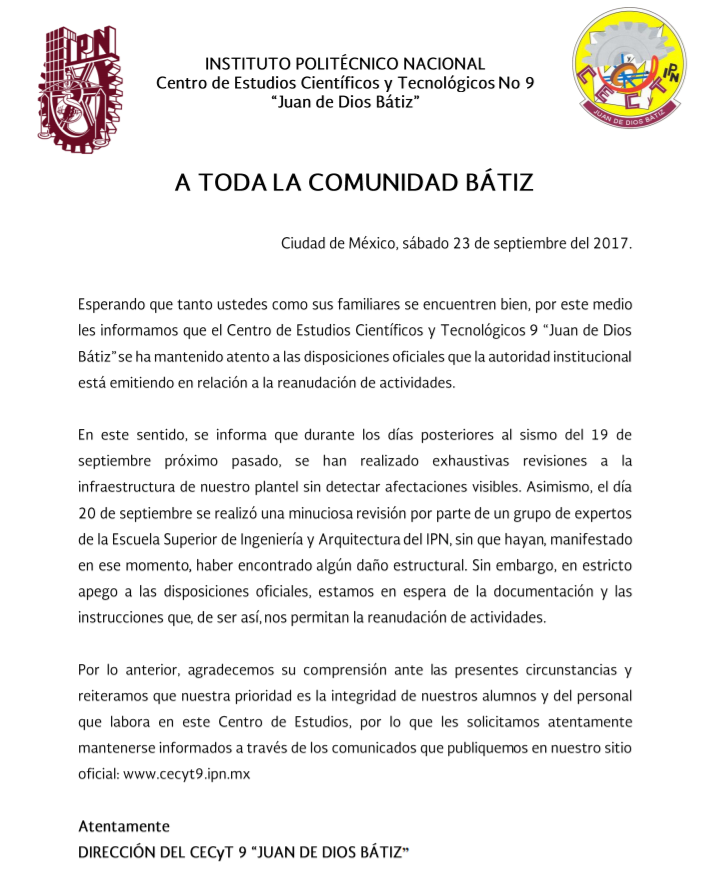 IPN
INSTITUTO POLITÉCNICO NACIONAL
Centro de Estudios Científicos y Tecnológicos No 9
“Juan de Dios Bátiz”
CECyT IPN
JUAN DE DIOS BATIZ
A TODA LA COMUNIDAD BÁTIZ
Ciudad de México, sábado 23 de septiembre del 2017.
Esperando que tanto ustedes como sus familiares se encuentren bien, por este medio
les informamos que el Centro de Estudios Científicos y Tecnológicos 9 “Juan de Dios
Bátiz” se ha mantenido atento a las disposiciones oficiales que la autoridad institucional
está emitiendo en relación a la reanudación de actividades.
En este sentido, se informa que durante los días posteriores al sismo del 19 de
septiembre próximo pasado, se han realizado exhaustivas revisiones a la
infraestructura de nuestro plantel sin detectar afectaciones visibles. Asimismo, el día
20 de septiembre se realizó una minuciosa revisión por parte de un grupo de expertos
de la Escuela Superior de Ingeniería y Arquitectura del IPN, sin que hayan, manifestado
en ese momento, haber encontrado algún daño estructural. Sin embargo, en estricto
apego a las disposiciones oficiales, estamos en espera de la documentación y las
instrucciones que, de ser así, nos permitan la reanudación de actividades.
Por lo anterior, agradecemos su comprensión ante las presentes circunstancias y
reiteramos que nuestra prioridad es la integridad de nuestros alumnos y del personal
que labora en este Centro de Estudios, por lo que les solicitamos atentamente
mantenerse informados a través de los comunicados que publiquemos en nuestro sitio
oficial: www.cecyt9.ipn.mx
Atentamente
DIRECCIÓN DEL CECyT 9 “JUAN DE DIOS BÁTIZ”